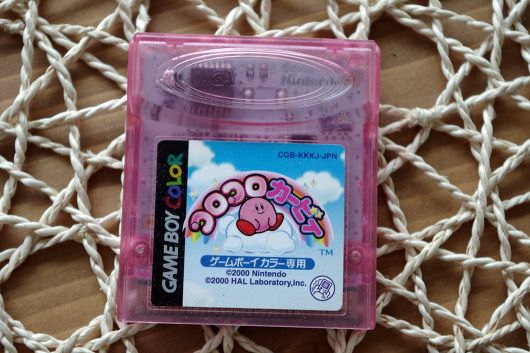 Nintendo
GAME BOY COLOR
CGB-KKKJ-JPN
コロコロカービィ
TM
ゲームボーイカラー専用
©2000 Nintendo
©2000 HAL Laboratory,Inc.